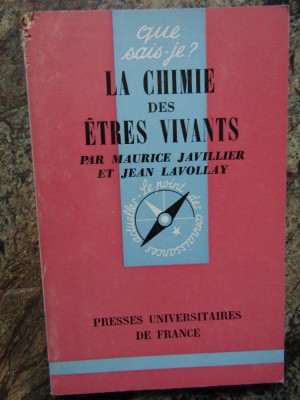 que
sais-je?
LA CHIMIE
DES
ÊTRES VIVANTS
PAR MAURICE JAVILLIER
ET JEAN LAVOLLAY
Le point des connaissances actuelles
PRESSES UNIVERSITAIRES
DE FRANCE